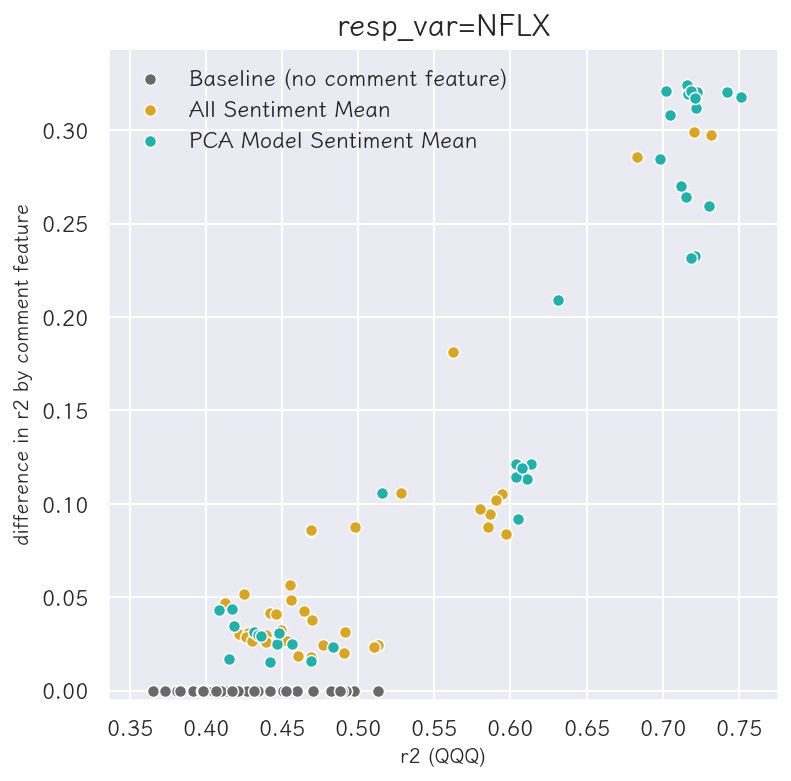 resp_var=NFLX
Baseline (no comment feature)
All Sentiment Mean
PCA Model Sentiment Mean
difference in r2 by comment feature
0.30
0.25
0.20
0.15
0.10
0.05
0.00
0.35 0.40 0.45 0.50 0.55 0.60 0.65 0.70 0.75
r2 (QQQ)